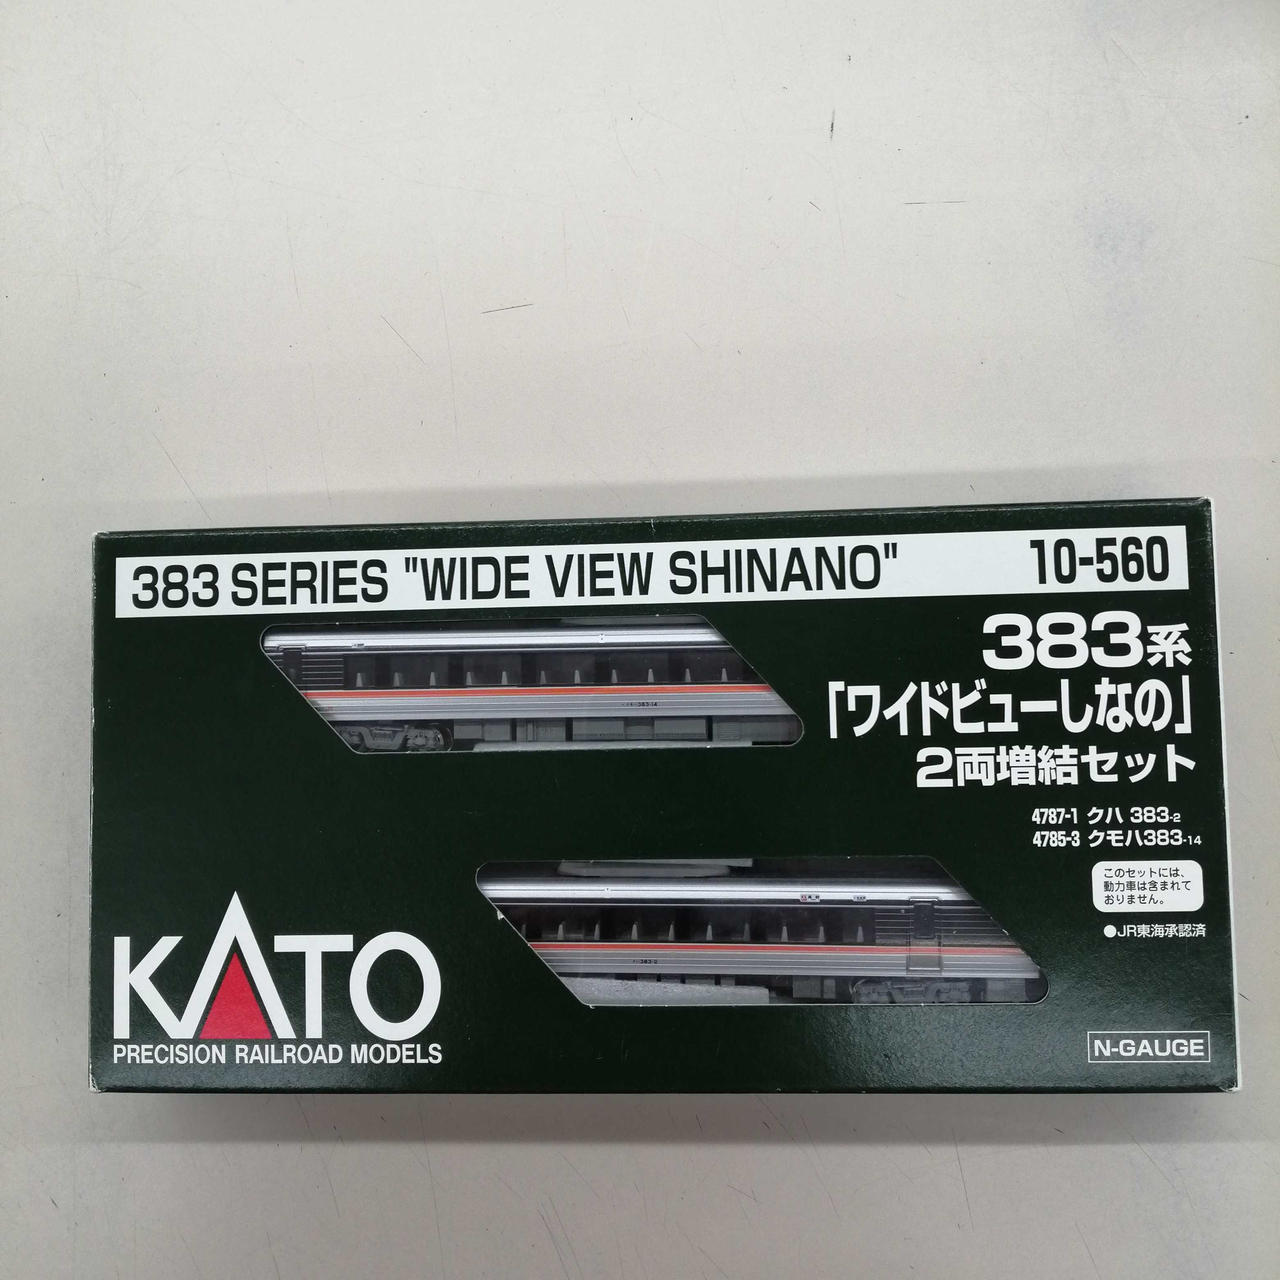 383 SERIES "WIDE VIEW SHINANO" 10-560
383系
「ワイドビューしなの」
2両増結セット
4787-1 クハ 383-2
4785-3 クモハ383-14
このセットには、
動力車は含まれて
おりません。
●JR東海承認済
KATO
PRECISION RAILROAD MODELS
N-GAUGE